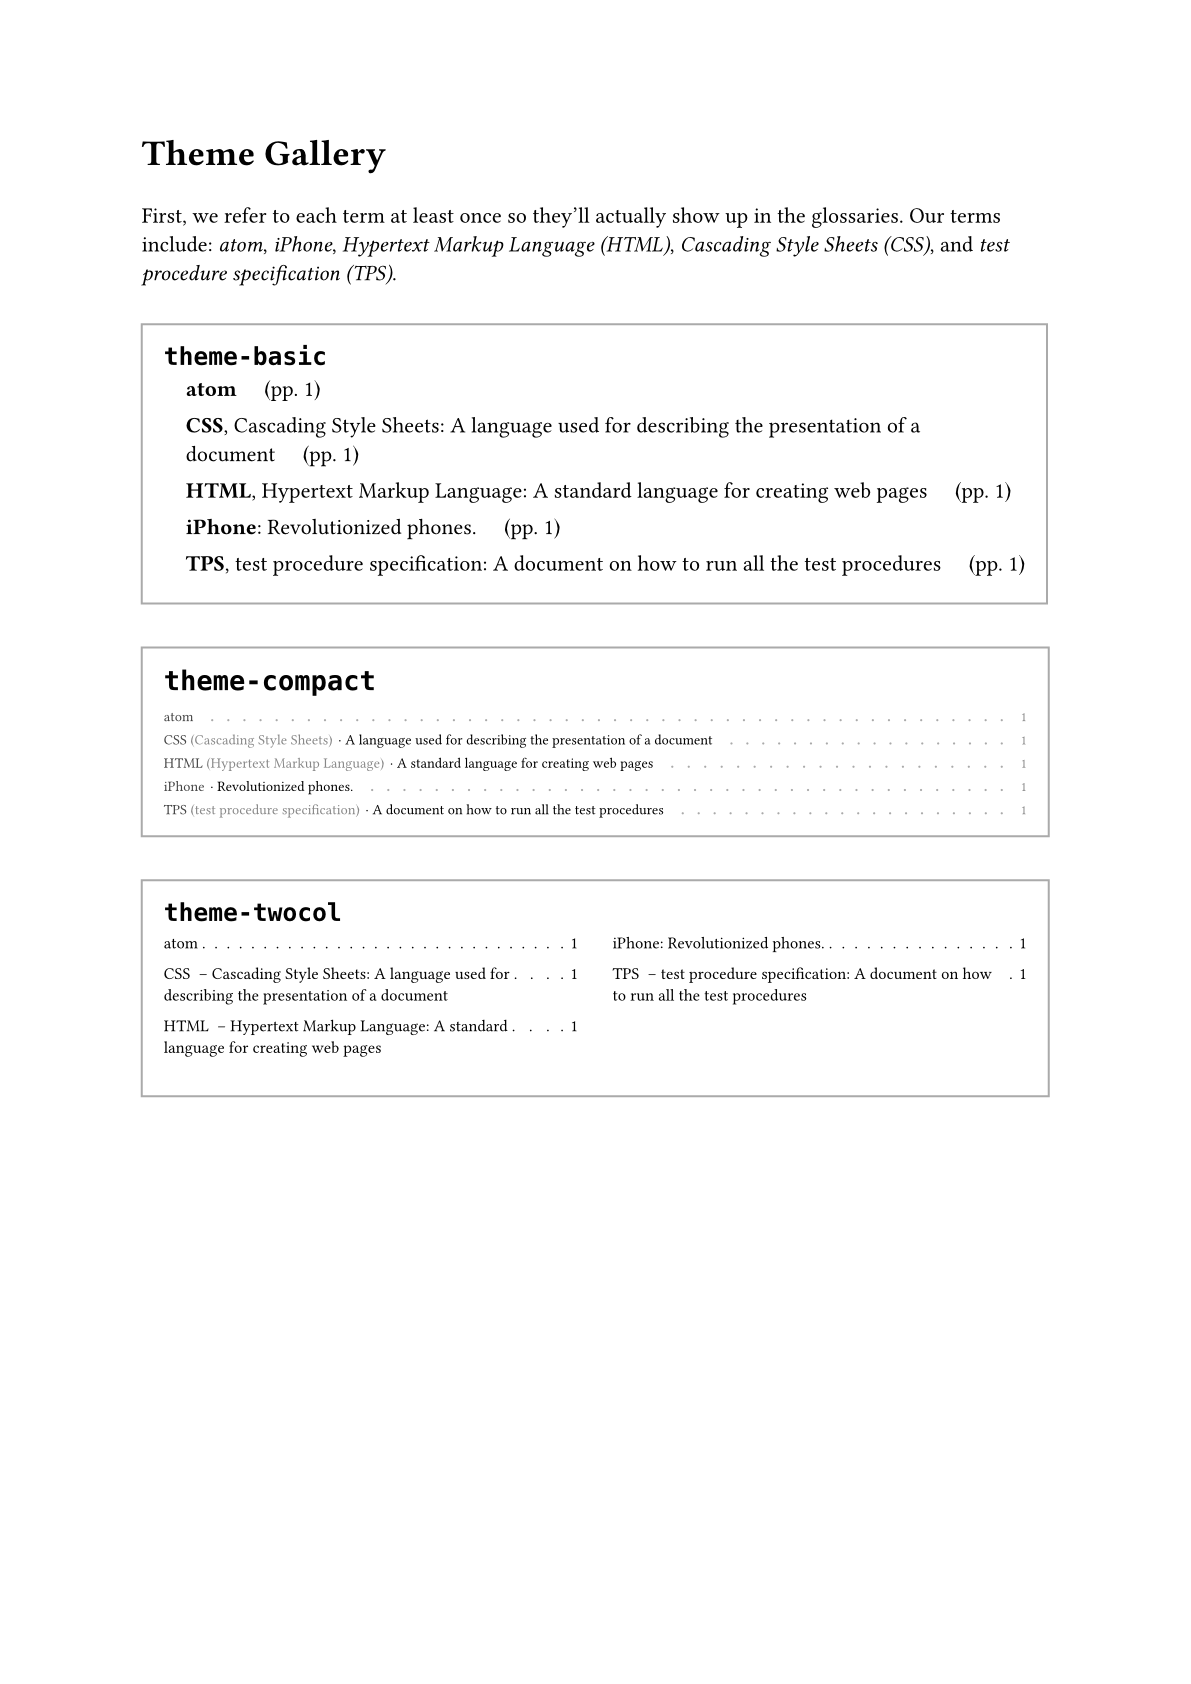 Theme Gallery
First, we refer to each term at least once so they’ll actually show up in the glossaries. Our terms
include: atom, iPhone, Hypertext Markup Language (HTML), Cascading Style Sheets (CSS), and test
procedure specification (TPS).
theme-basic
atom (pp. 1)
CSS, Cascading Style Sheets: A language used for describing the presentation of a
document (pp. 1)
HTML, Hypertext Markup Language: A standard language for creating web pages (pp. 1)
iPhone: Revolutionized phones. (pp. 1)
TPS, test procedure specification: A document on how to run all the test procedures (pp. 1)
theme-compact
atom . . . . . . . . . . . . . . . . . . . . . . . . . . . . . . . . . . . . . . . . . . . . . . . . . . 1
CSS (Cascading Style Sheets) · A language used for describing the presentation of a document . . . . . . . . . . . . . . . . . . 1
HTML (Hypertext Markup Language) · A standard language for creating web pages . . . . . . . . . . . . . . . . . . . . . 1
iPhone · Revolutionized phones. . . . . . . . . . . . . . . . . . . . . . . . . . . . . . . . . . . . . . . . . 1
TPS (test procedure specification) · A document on how to run all the test procedures . . . . . . . . . . . . . . . . . . . . . 1
theme-twocol
atom . . . . . . . . . . . . . . . . . . . . . . . . . . . . . . 1
CSS – Cascading Style Sheets: A language used for . . . . 1
describing the presentation of a document
HTML – Hypertext Markup Language: A standard . . . . 1
language for creating web pages
iPhone: Revolutionized phones. . . . . . . . . . . . . . . . 1
TPS – test procedure specification: A document on how . 1
to run all the test procedures